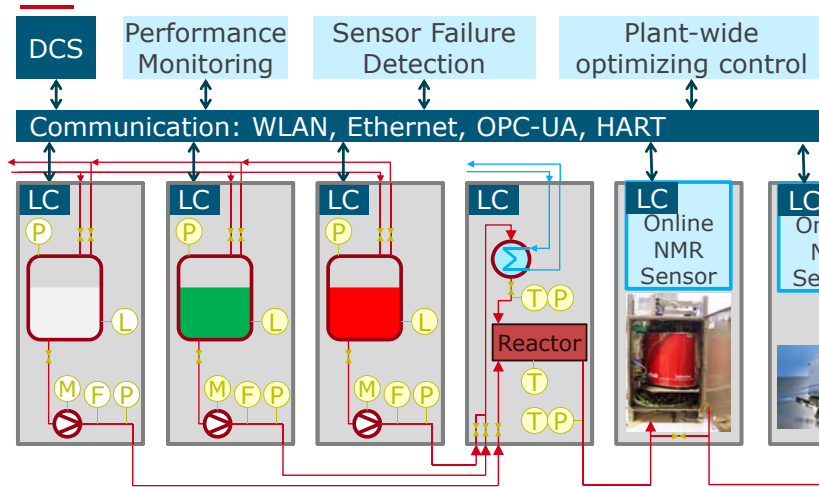 DCS
Performance
Monitoring
Sensor Failure
Detection
Plant-wide
optimizing control
Communication: WLAN, Ethernet, OPC-UA, HART
LC
LC
LC
LC
LC
LC
P
P
P
Online
NMR
Sensor
T P
L
L
L
Reactor
T
M F P
M F P
M F P
T P